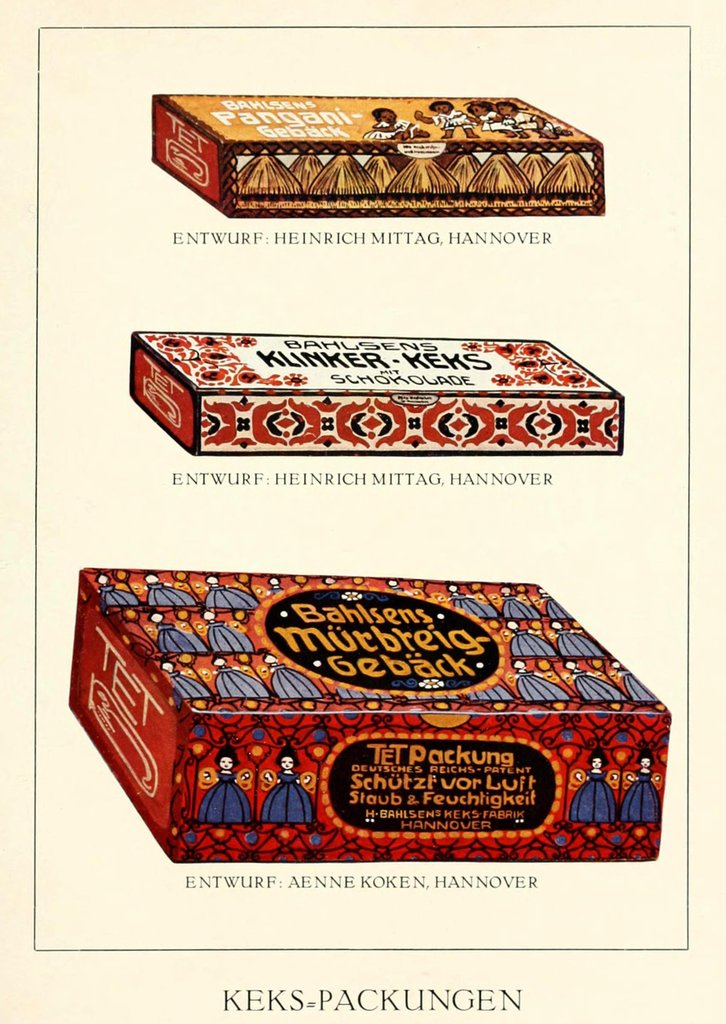 BAHLSENS
Pangani-
Gebäck
TET
ENTWURF: HEINRICH MITTAG, HANNOVER
BAHLSENS
KLINKER-KEKS
MIT
SCHOKOLADE
TET
ENTWURF: HEINRICH MITTAG, HANNOVER
Bahlsens
Mürbteig-
Gebäck
TET
TET Packung
DEUTSCHES REICHS-PATENT
Schützt vor Luft
Staub & Feuchtigkeit
H. BAHLSENS KEKS-FABRIK
HANNOVER
ENTWURF: AENNE KOKEN, HANNOVER
KEKS=PACKUNGEN